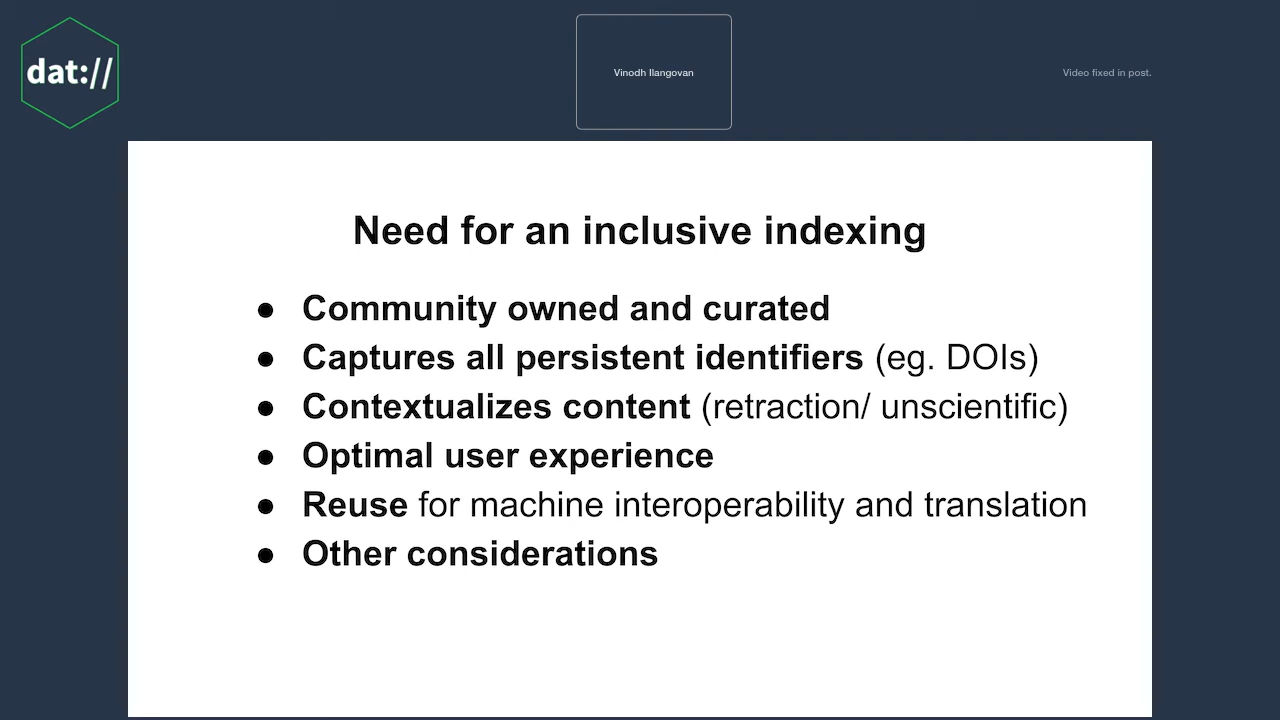 dat://
Vinodh Ilangovan
Video fixed in post.
Need for an inclusive indexing
● Community owned and curated
● Captures all persistent identifiers (eg. DOIs)
● Contextualizes content (retraction/ unscientific)
● Optimal user experience
● Reuse for machine interoperability and translation
● Other considerations